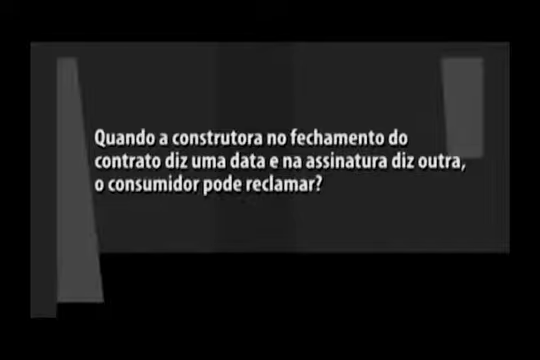 Quando a construtora no fechamento do
contrato diz uma data e na assinatura diz outra,
o consumidor pode reclamar?